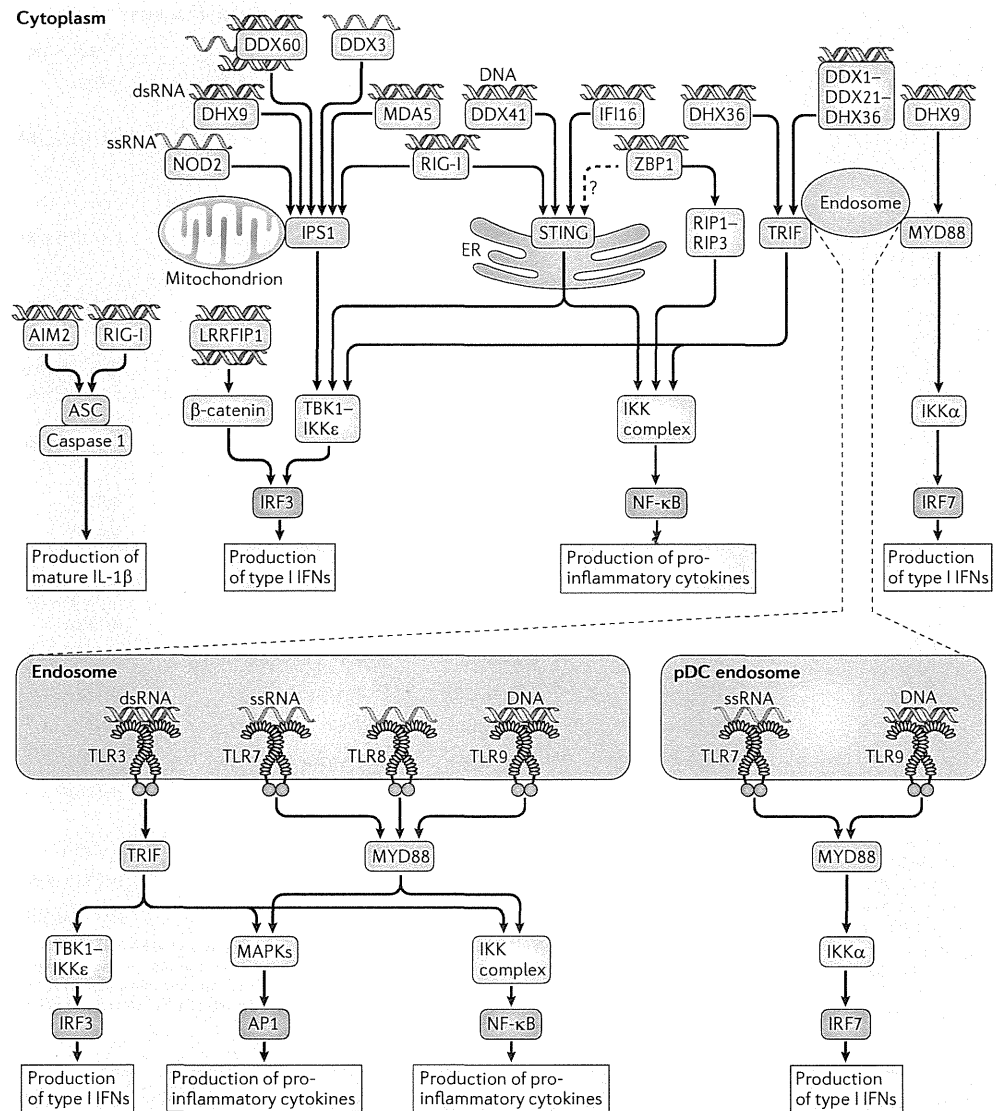 Cytoplasm
DDX60
DDX3
dsRNA
DHX9
MDA5
DNA
DDX41
IFI16
DHX36
DDX1–
DDX21–
DHX36
DHX9
ssRNA
NOD2
RIG-I
ZBP1
?
IPS1
Mitochondrion
ER
STING
RIP1–
RIP3
TRIF
Endosome
MYD88
AIM2
RIG-I
LRRFIP1
ASC
Caspase 1
β-catenin
TBK1–
IKKε
IKK
complex
IKKα
IRF3
NF-κB
IRF7
Production of
mature IL-1β
Production
of type I IFNs
Production of pro-
inflammatory cytokines
Production
of type I IFNs
Endosome
dsRNA
TLR3
ssRNA
TLR7
TLR8
DNA
TLR9
pDC endosome
ssRNA
TLR7
DNA
TLR9
TRIF
MYD88
MYD88
TBK1–
IKKε
MAPKs
IKK
complex
IKKα
IRF3
AP1
NF-κB
IRF7
Production
of type I IFNs
Production of pro-
inflammatory cytokines
Production of pro-
inflammatory cytokines
Production
of type I IFNs